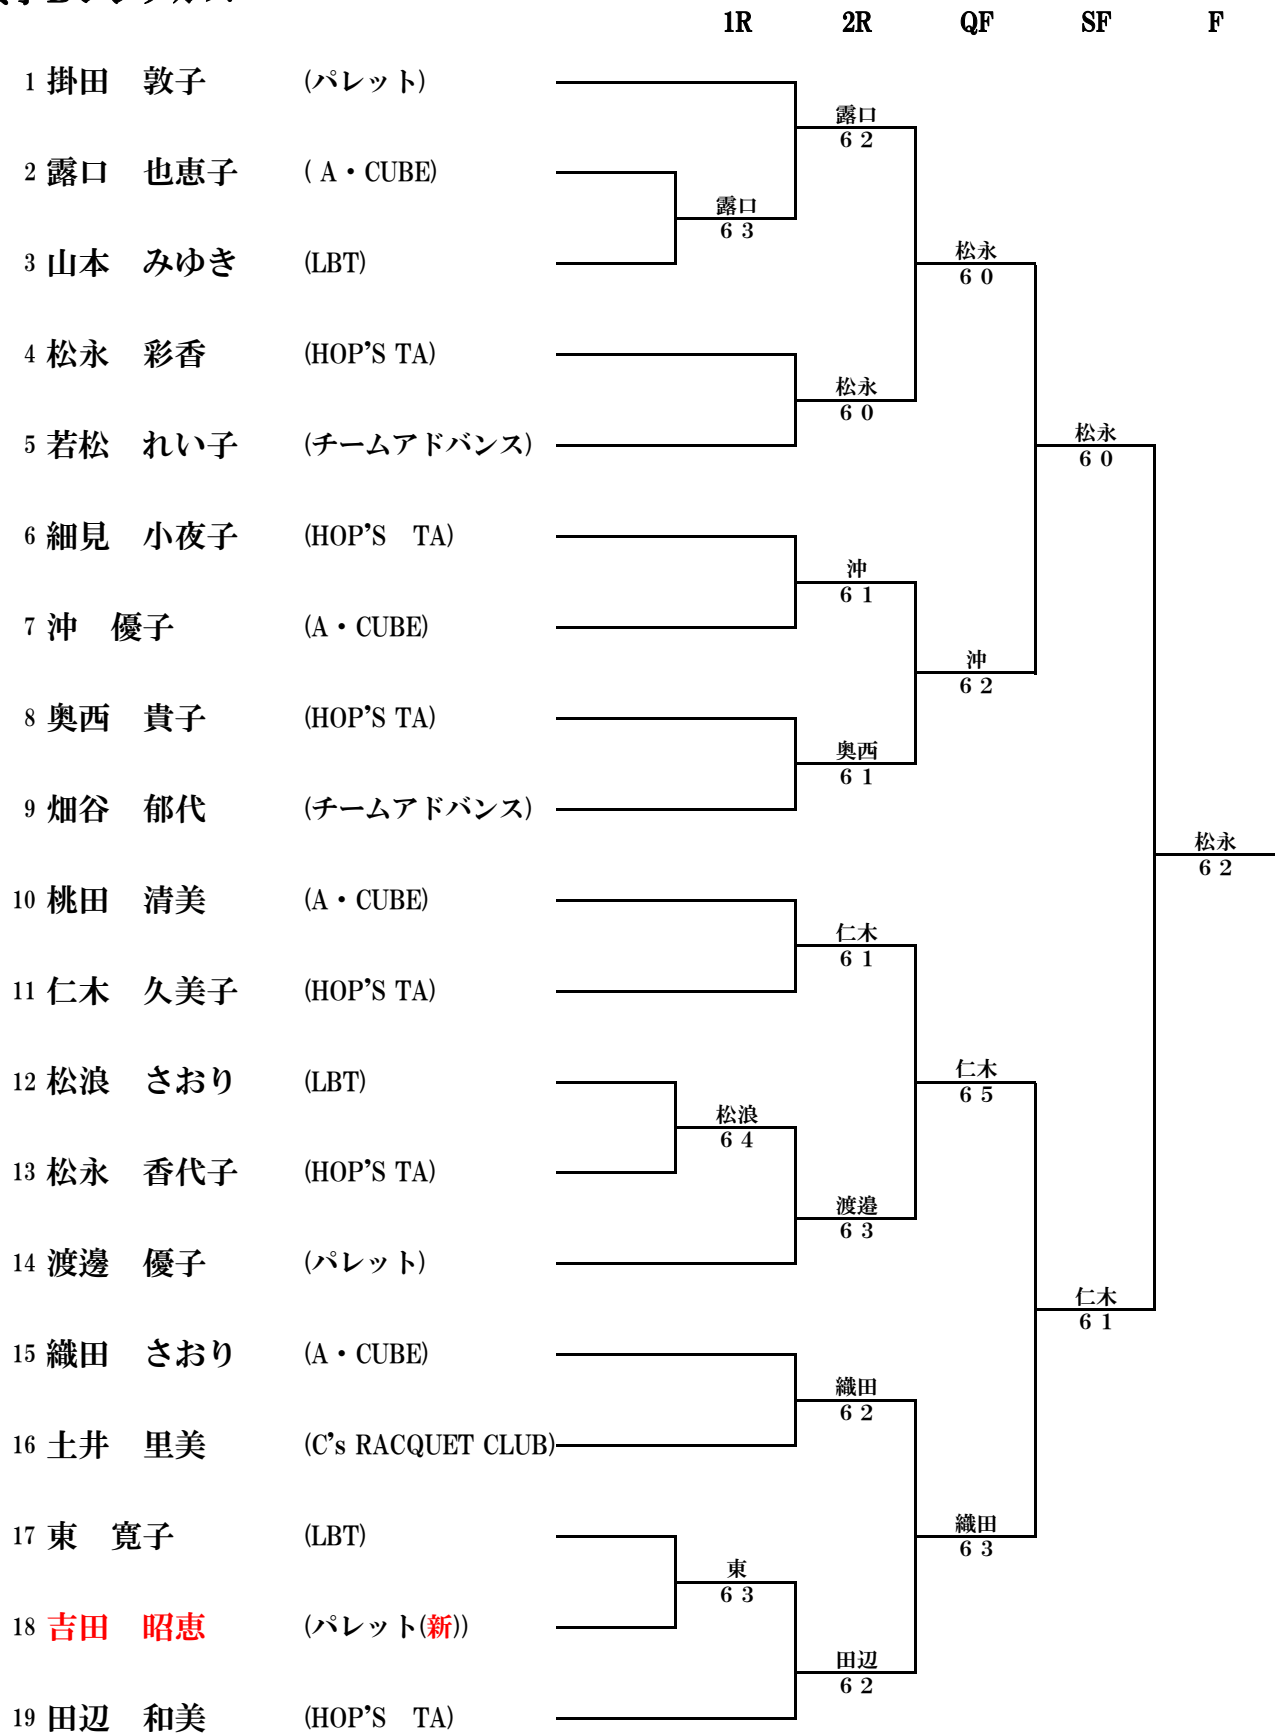 1R 2R QF SF F
1 掛田　敦子 (パレット)
露口
6 2
2 露口　也恵子 ( A・CUBE)
露口
6 3
3 山本　みゆき (LBT)
松永
6 0
4 松永　彩香 (HOP'S TA)
松永
6 0
5 若松　れい子 (チームアドバンス)
松永
6 0
6 細見　小夜子 (HOP'S　TA)
沖
6 1
7 沖　優子 (A・CUBE)
沖
6 2
8 奥西　貴子 (HOP'S TA)
奥西
6 1
9 畑谷　郁代 (チームアドバンス)
松永
6 2
10 桃田　清美 (A・CUBE)
仁木
6 1
11 仁木　久美子 (HOP'S TA)
仁木
6 5
12 松浪　さおり (LBT)
松浪
6 4
13 松永　香代子 (HOP'S TA)
渡邉
6 3
14 渡邊　優子 (パレット)
仁木
6 1
15 織田　さおり (A・CUBE)
織田
6 2
16 土井　里美 (C's RACQUET CLUB)
織田
6 3
17 東　寛子 (LBT)
東
6 3
18 吉田　昭恵 (パレット(新))
田辺
6 2
19 田辺　和美 (HOP'S　TA)